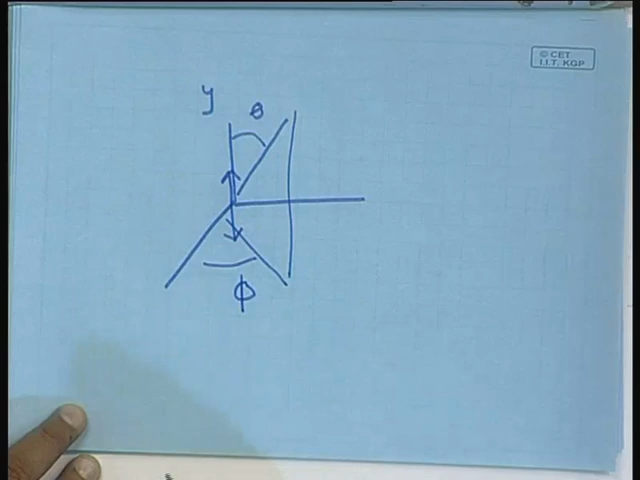 © CET
I.I.T. KGP
y θ
ϕ